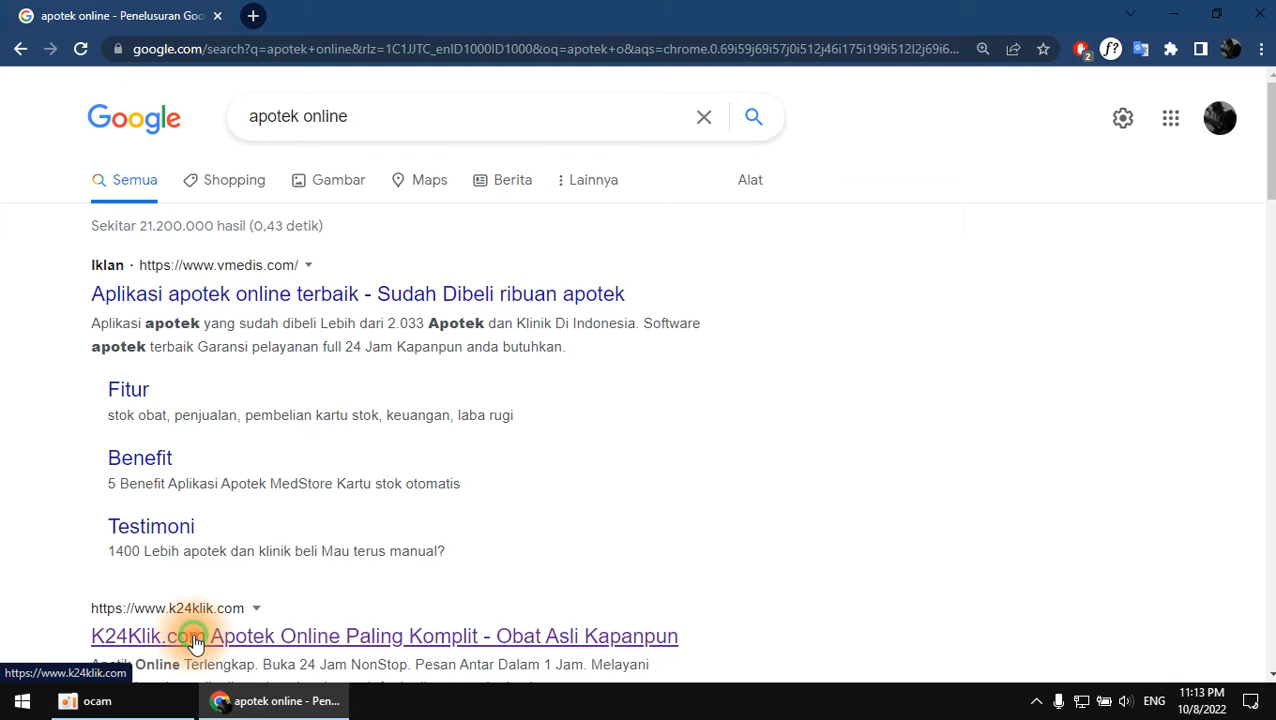 apotek online - Penelusuran Goo
google.com/search?q=apotek+online&rlz=1C1JJTC_enID1000ID1000&oq=apotek+o&aqs=chrome.0.69i59j69i57j0i512j46i175i199i512l2j69i6...
2
f?
Google
apotek online
Semua
Shopping
Gambar
Maps
Berita
Lainnya
Alat
Sekitar 21.200.000 hasil (0,43 detik)
Iklan · https://www.vmedis.com/
Aplikasi apotek online terbaik - Sudah Dibeli ribuan apotek
Aplikasi apotek yang sudah dibeli Lebih dari 2.033 Apotek dan Klinik Di Indonesia. Software
apotek terbaik Garansi pelayanan full 24 Jam Kapanpun anda butuhkan.
Fitur
stok obat, penjualan, pembelian kartu stok, keuangan, laba rugi
Benefit
5 Benefit Aplikasi Apotek MedStore Kartu stok otomatis
Testimoni
1400 Lebih apotek dan klinik beli Mau terus manual?
https://www.k24klik.com
K24Klik.com Apotek Online Paling Komplit - Obat Asli Kapanpun
Apotik Online Terlengkap. Buka 24 Jam NonStop. Pesan Antar Dalam 1 Jam. Melayani
https://www.k24klik.com
ocam
apotek online - Pen...
ENG
11:13 PM
10/8/2022